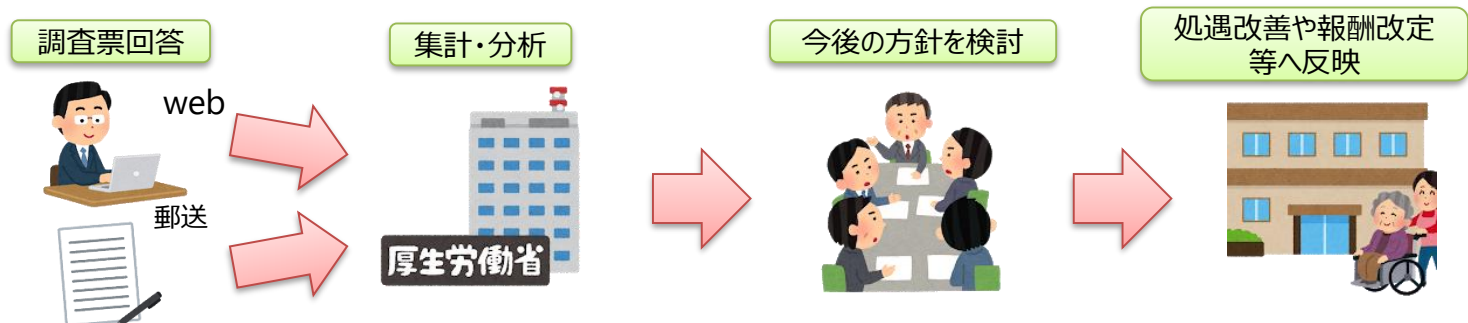 調査票回答
集計・分析
今後の方針を検討
処遇改善や報酬改定
等へ反映
web
郵送
厚生労働省